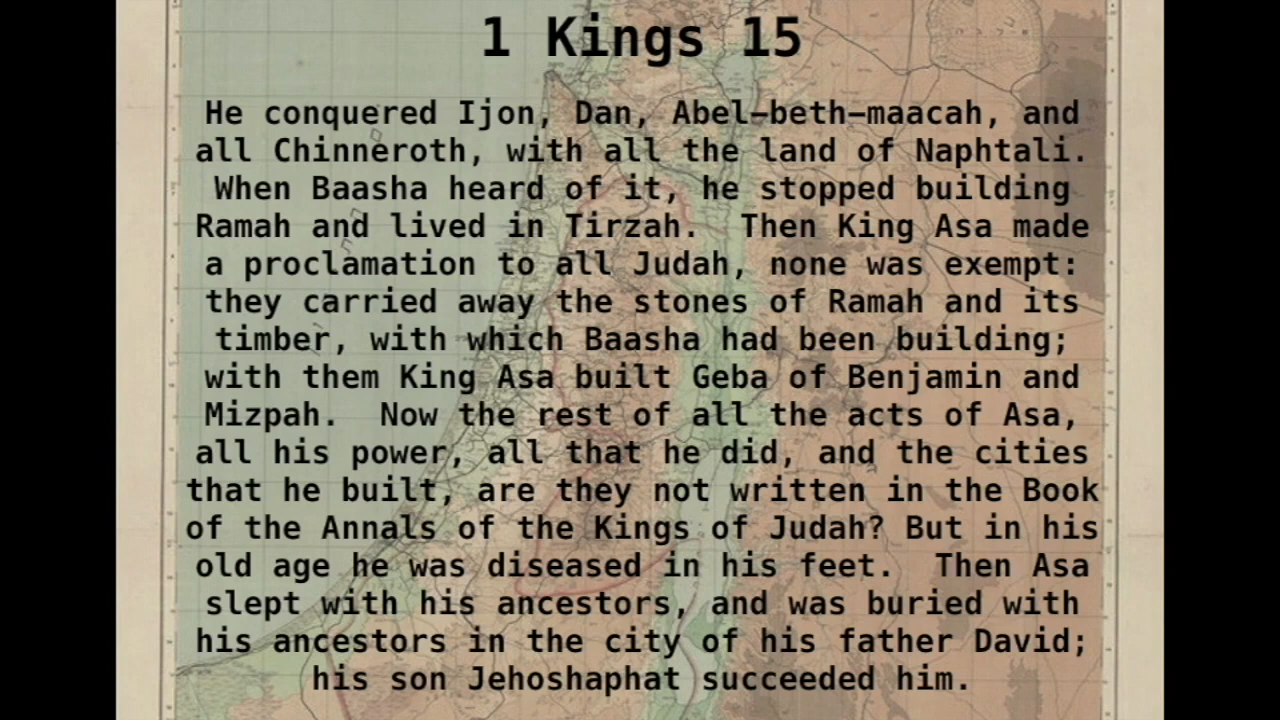 1 Kings 15
He conquered Ijon, Dan, Abel-beth-maacah, and
all Chinneroth, with all the land of Naphtali.
When Baasha heard of it, he stopped building
Ramah and lived in Tirzah.  Then King Asa made
a proclamation to all Judah, none was exempt:
they carried away the stones of Ramah and its
timber, with which Baasha had been building;
with them King Asa built Geba of Benjamin and
Mizpah.  Now the rest of all the acts of Asa,
all his power, all that he did, and the cities
that he built, are they not written in the Book
of the Annals of the Kings of Judah? But in his
old age he was diseased in his feet.  Then Asa
slept with his ancestors, and was buried with
his ancestors in the city of his father David;
his son Jehoshaphat succeeded him.